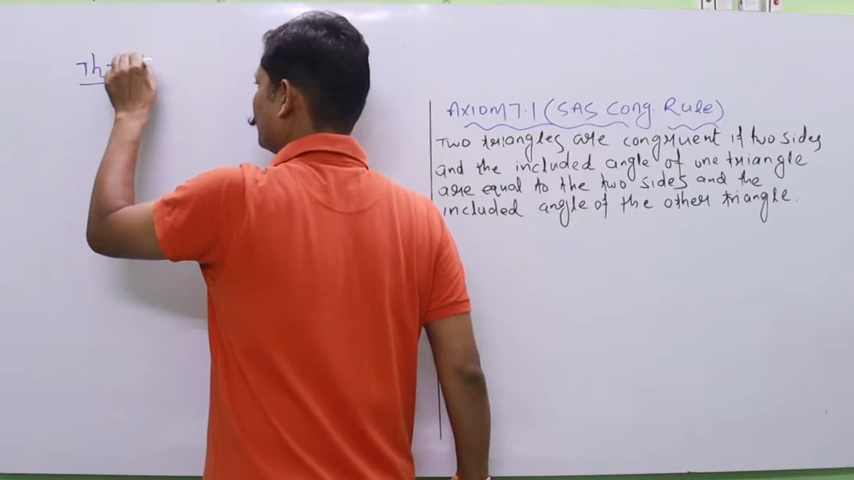 Th
AXIOM 7.1 (SAS Cong. Rule)
Two triangles are congruent if two sides
and the included angle of one triangle
are equal to the two sides and the
included angle of the other triangle.